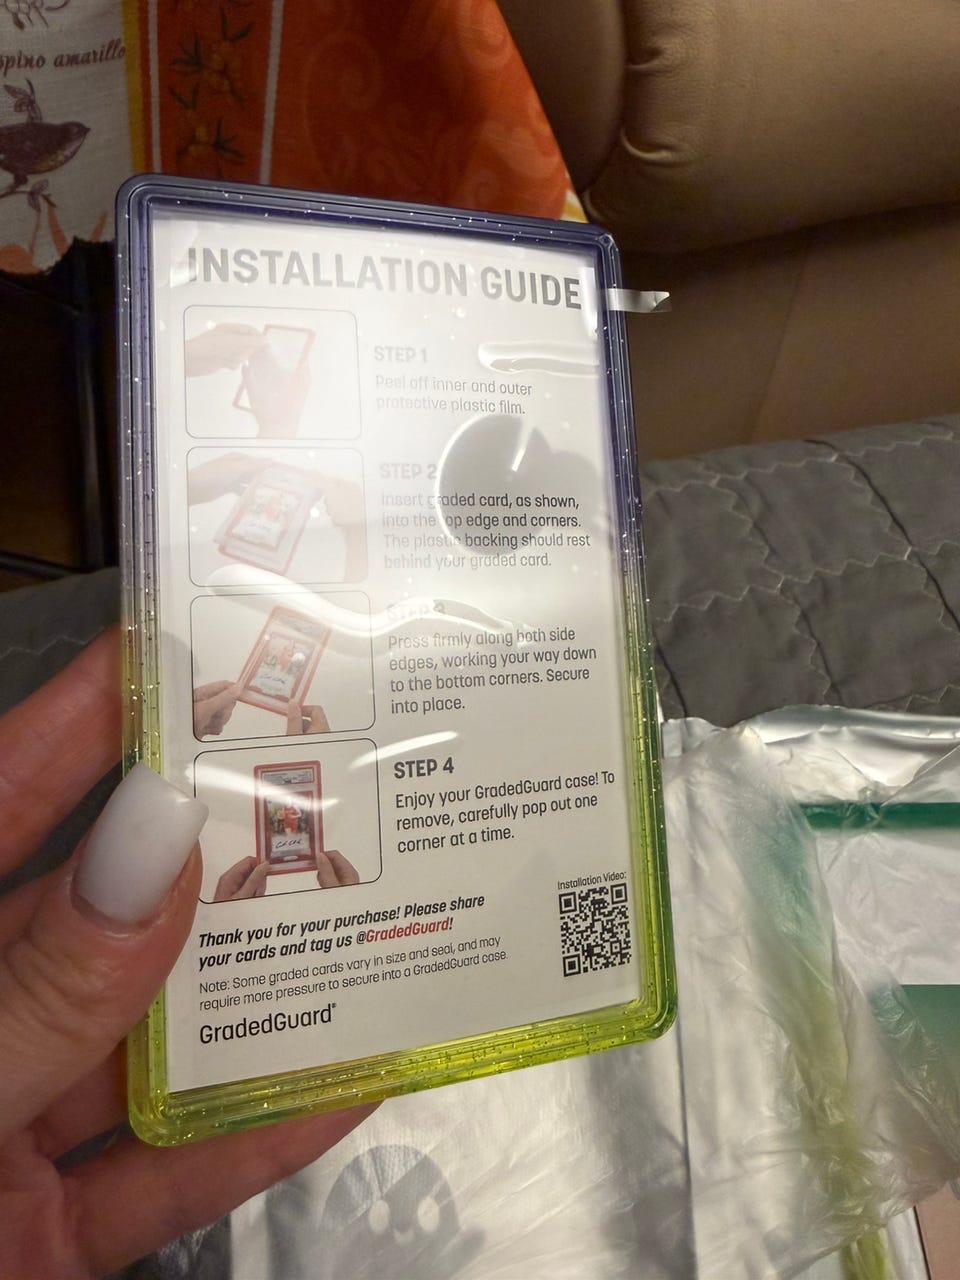 espino amarillo
INSTALLATION GUIDE
STEP 1
Peel off inner and outer
protective plastic film.
STEP 2
Insert graded card, as shown,
into the top edge and corners.
The plastic backing should rest
behind your graded card.
STEP 3
Press firmly along both side
edges, working your way down
to the bottom corners. Secure
into place.
STEP 4
Enjoy your GradedGuard case! To
remove, carefully pop out one
corner at a time.
Installation Video:
Thank you for your purchase! Please share
your cards and tag us @GradedGuard!
Note: Some graded cards vary in size and seal, and may
require more pressure to secure into a GradedGuard case.
GradedGuard®